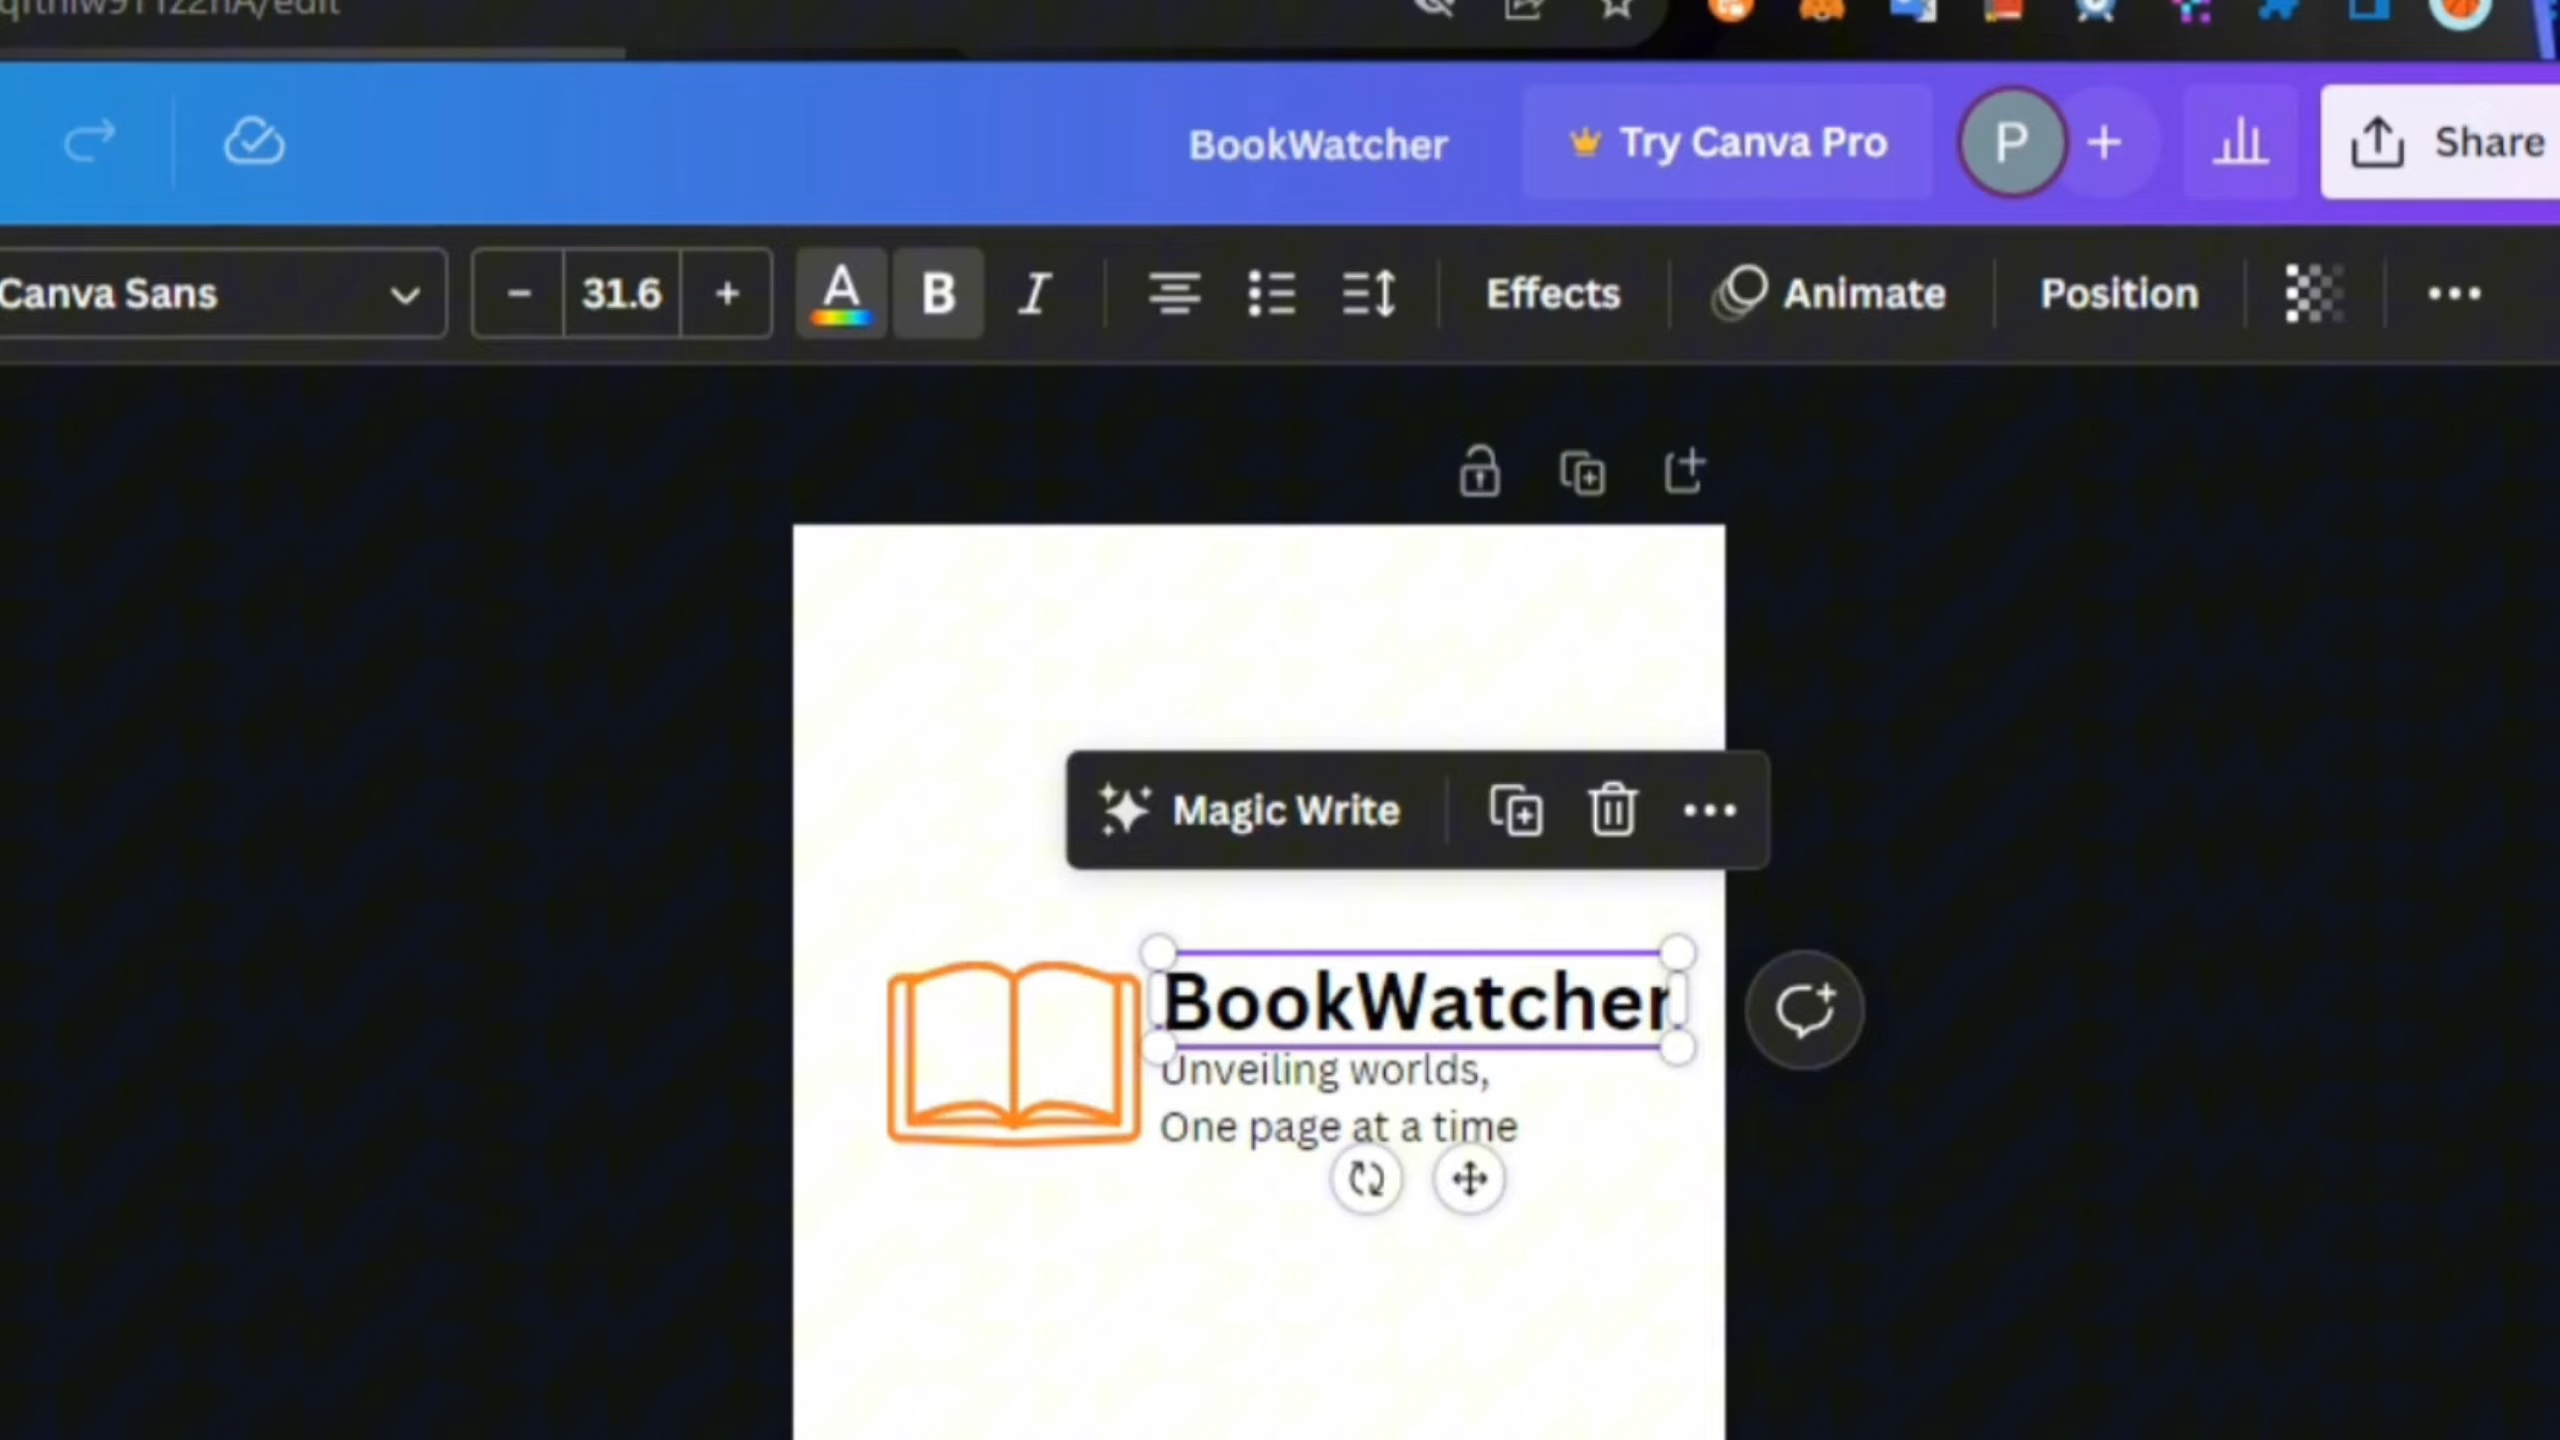 BookWatcher
Try Canva Pro
P
Share
Canva Sans
31.6
A
B
I
Effects
Animate
Position
Magic Write
BookWatcher
Unveiling worlds,
One page at a time